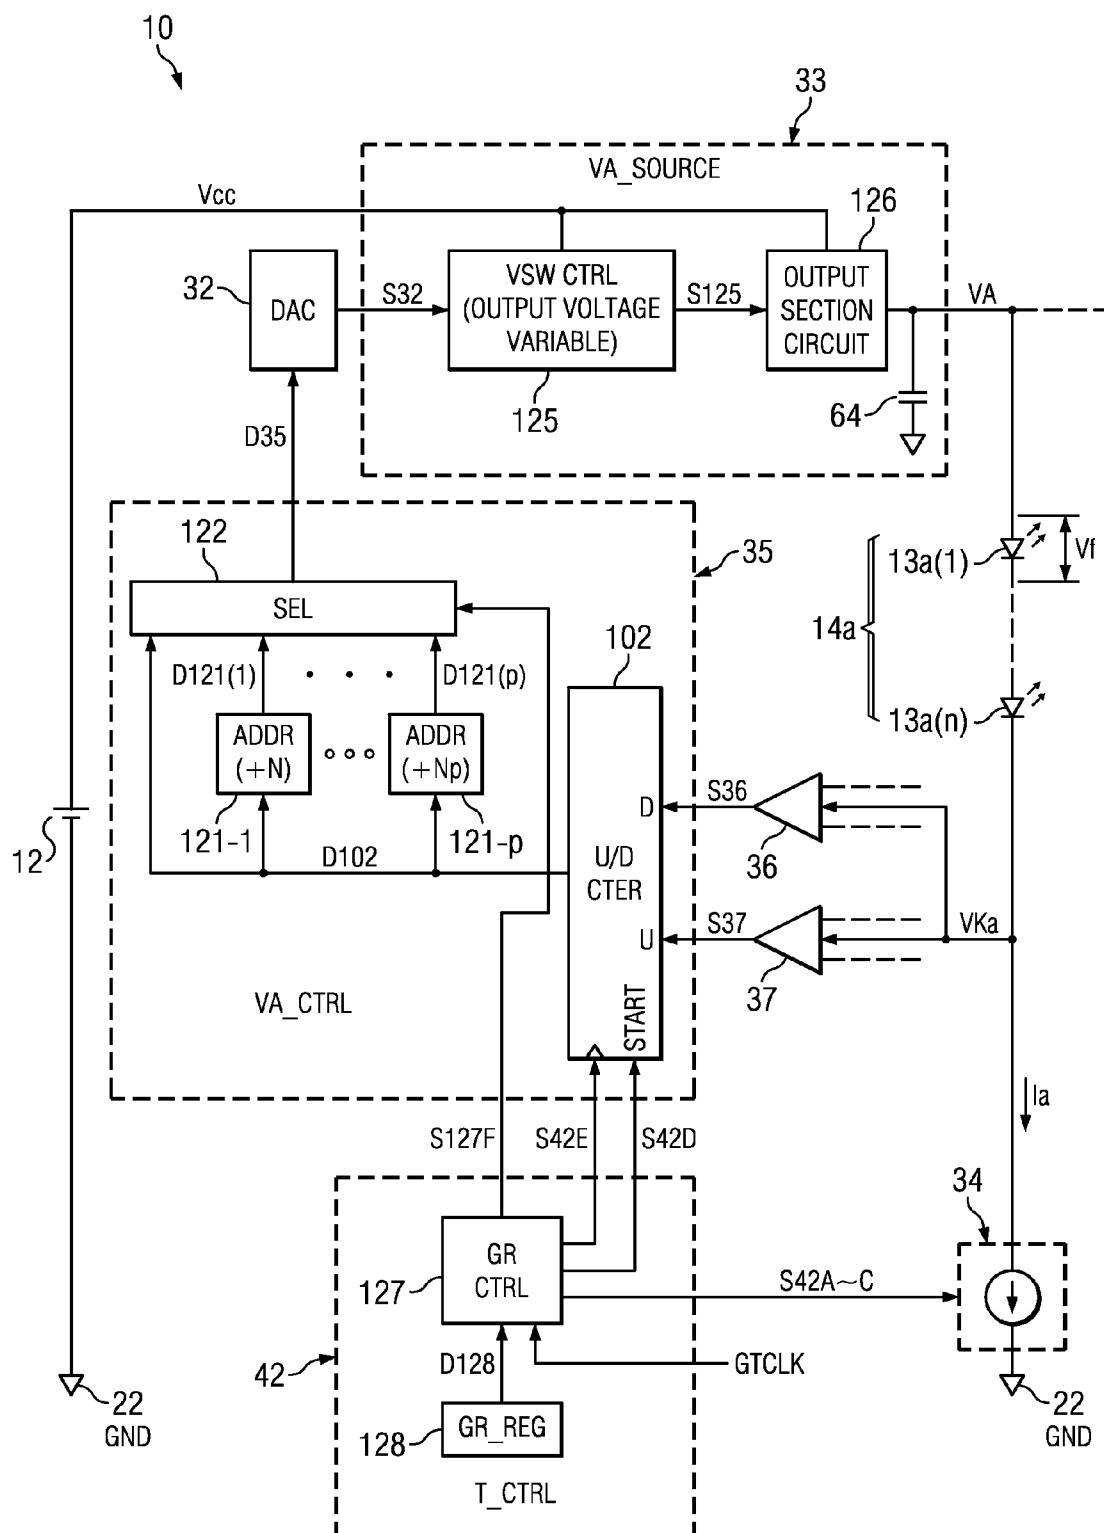 10
33
VA_SOURCE
Vcc
126
32
DAC
S32
VSW CTRL
(OUTPUT VOLTAGE
VARIABLE)
S125
OUTPUT
SECTION
CIRCUIT
VA
125
64
D35
122
35
SEL
13a(1)
Vf
14a
102
D121(1)
. . .
D121(p)
13a(n)
ADDR
(+N)
ADDR
(+Np)
121-1
121-p
D
S36
36
12
D102
U/D
CTER
U
S37
37
VKa
START
VA_CTRL
Ia
S127F
S42E
S42D
34
GR
CTRL
127
S42A~C
42
D128
GTCLK
22
GND
GR_REG
128
22
GND
T_CTRL